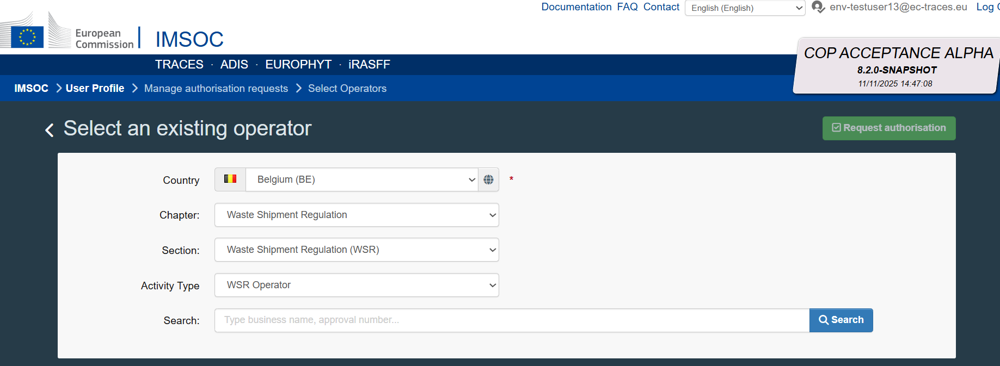 Documentation FAQ Contact English (English) env-testuser13@ec-traces.eu Log
European
Commission
IMSOC
TRACES · ADIS · EUROPHYT · iRASFF
COP ACCEPTANCE ALPHA
8.2.0-SNAPSHOT
11/11/2025 14:47:08
IMSOC User Profile Manage authorisation requests Select Operators
Select an existing operator
Request authorisation
Country Belgium (BE) *
Chapter: Waste Shipment Regulation
Section: Waste Shipment Regulation (WSR)
Activity Type WSR Operator
Search: Type business name, approval number... Search